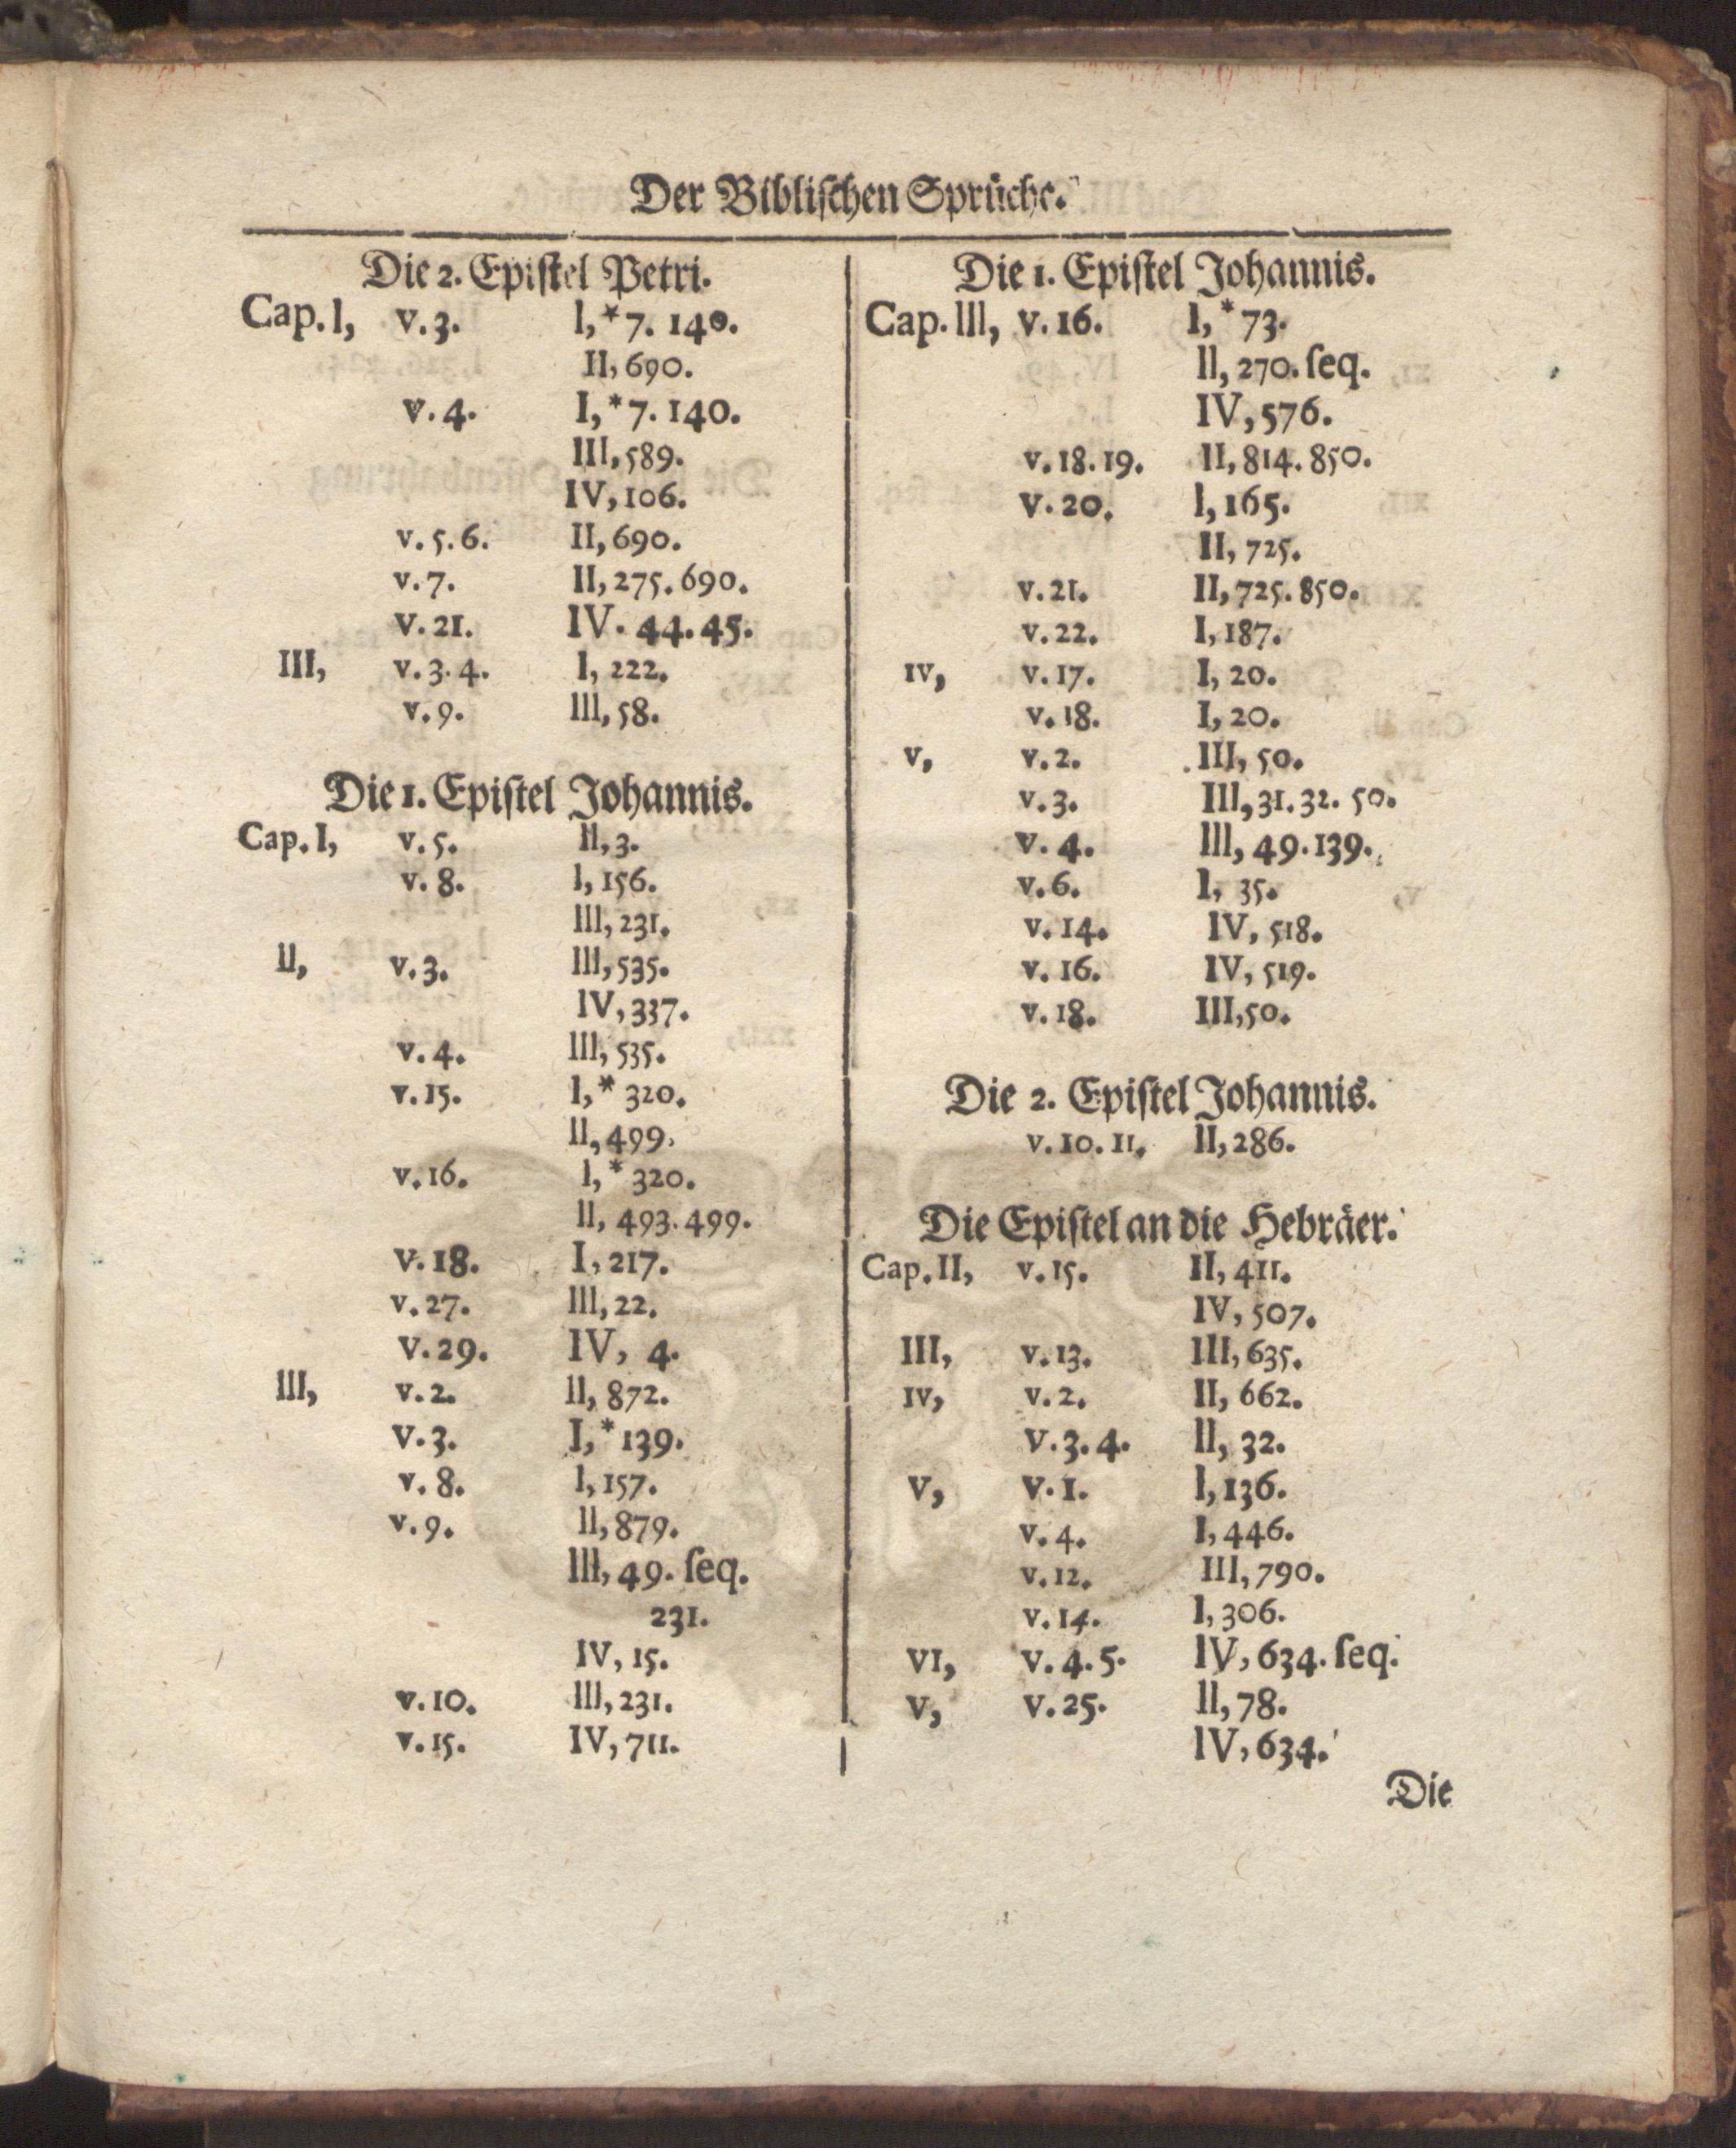 Der Bibliſchen Sprüche.
Die 2. Epiſtel Petri.
Cap. I, v. 3. I, * 7. 140.
II, 690.
v. 4. I, * 7. 140.
III, 589.
IV, 106.
v. 5. 6. II, 690.
v. 7. II, 275. 690.
v. 21. IV. 44. 45.
III, v. 3. 4. I, 222.
v. 9. III, 58.
Die 1. Epiſtel Johannis.
Cap. I, v. 5. II, 3.
v. 8. I, 156.
III, 231.
II, v. 3. III, 535.
IV, 337.
v. 4. III, 535.
v. 15. I, * 320.
II, 499.
v. 16. I, * 320.
II, 493. 499.
v. 18. I, 217.
v. 27. III, 22.
v. 29. IV, 4.
III, v. 2. II, 872.
v. 3. I, * 139.
v. 8. I, 157.
v. 9. II, 879.
III, 49. ſeq.
231.
IV, 15.
v. 10. III, 231.
v. 15. IV, 711.
Die 1. Epiſtel Johannis.
Cap. III, v. 16. I, * 73.
II, 270. ſeq.
IV, 576.
v. 18. 19. II, 814. 850.
v. 20. I, 165.
II, 725.
v. 21. II, 725. 850.
v. 22. I, 187.
IV, v. 17. I, 20.
v. 18. I, 20.
V, v. 2. III, 50.
v. 3. III, 31. 32. 50.
v. 4. III, 49. 139.
v. 6. I, 35.
v. 14. IV, 518.
v. 16. IV, 519.
v. 18. III, 50.
Die 2. Epiſtel Johannis.
v. 10. 11. II, 286.
Die Epiſtel an die Hebräer.
Cap. II, v. 15. II, 411.
IV, 507.
III, v. 13. III, 635.
IV, v. 2. II, 662.
v. 3. 4. II, 32.
V, v. 1. I, 136.
v. 4. I, 446.
v. 12. III, 790.
v. 14. I, 306.
VI, v. 4. 5. IV, 634. ſeq.
V, v. 25. II, 78.
IV, 634.
Die